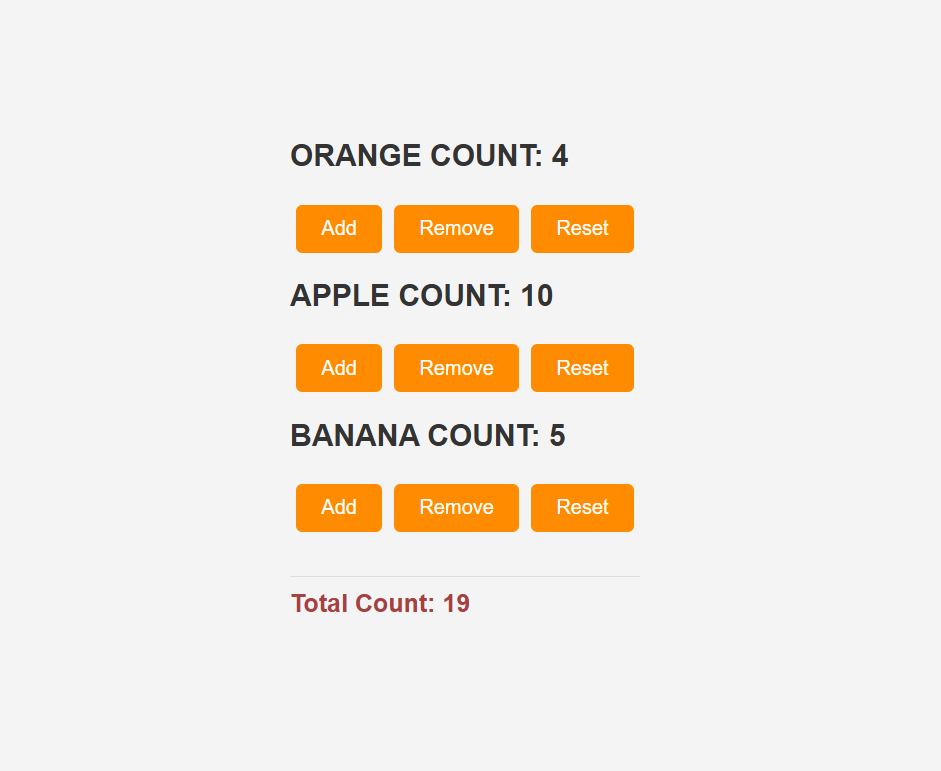 ORANGE COUNT: 4
Add Remove Reset
APPLE COUNT: 10
Add Remove Reset
BANANA COUNT: 5
Add Remove Reset
Total Count: 19